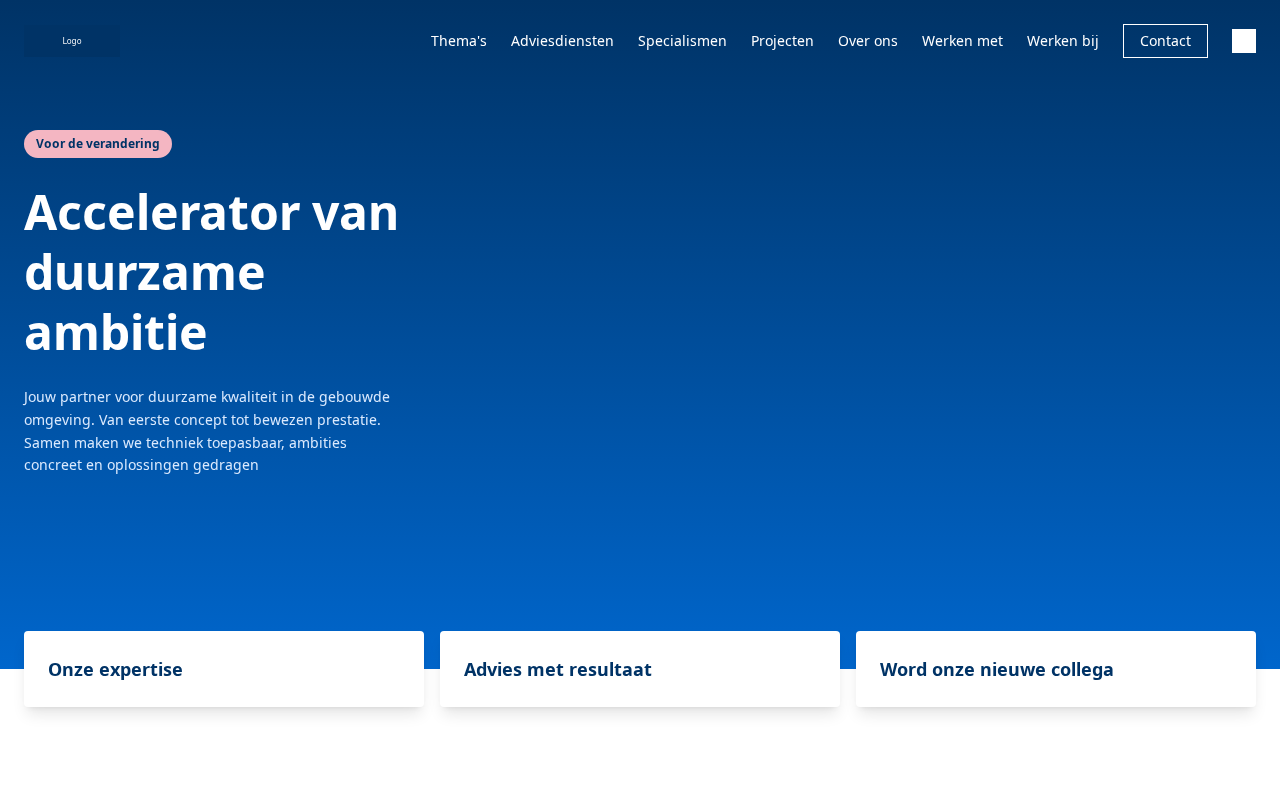 Logo
Thema's
Adviesdiensten
Specialismen
Projecten
Over ons
Werken met
Werken bij
Contact
Voor de verandering
Accelerator van
duurzame
ambitie
Jouw partner voor duurzame kwaliteit in de gebouwde
omgeving. Van eerste concept tot bewezen prestatie.
Samen maken we techniek toepasbaar, ambities
concreet en oplossingen gedragen
Onze expertise
Advies met resultaat
Word onze nieuwe collega